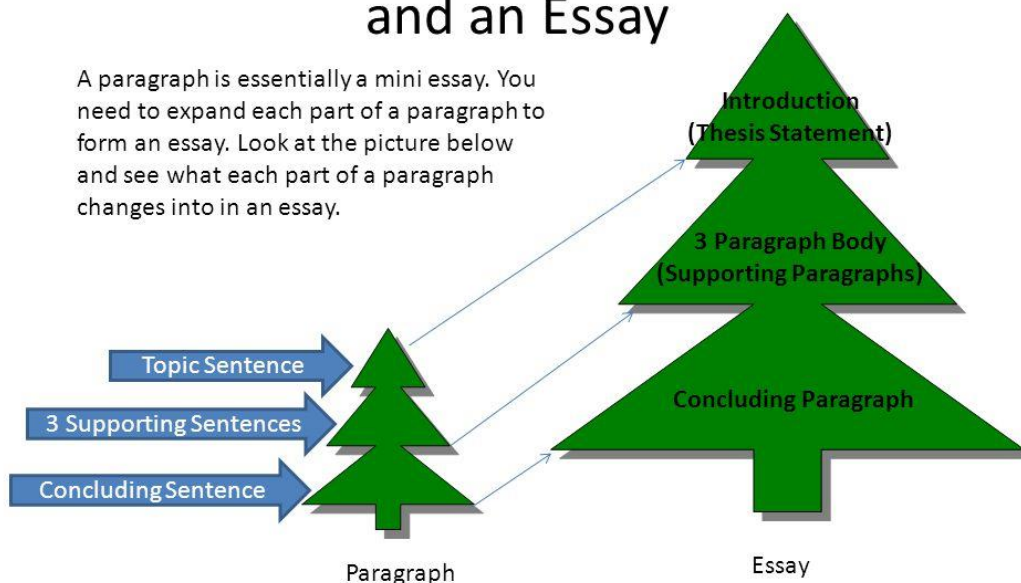 and an Essay
A paragraph is essentially a mini essay. You
need to expand each part of a paragraph to
form an essay. Look at the picture below
and see what each part of a paragraph
changes into in an essay.
Introduction
(Thesis Statement)
3 Paragraph Body
(Supporting Paragraphs)
Concluding Paragraph
Topic Sentence
3 Supporting Sentences
Concluding Sentence
Paragraph
Essay